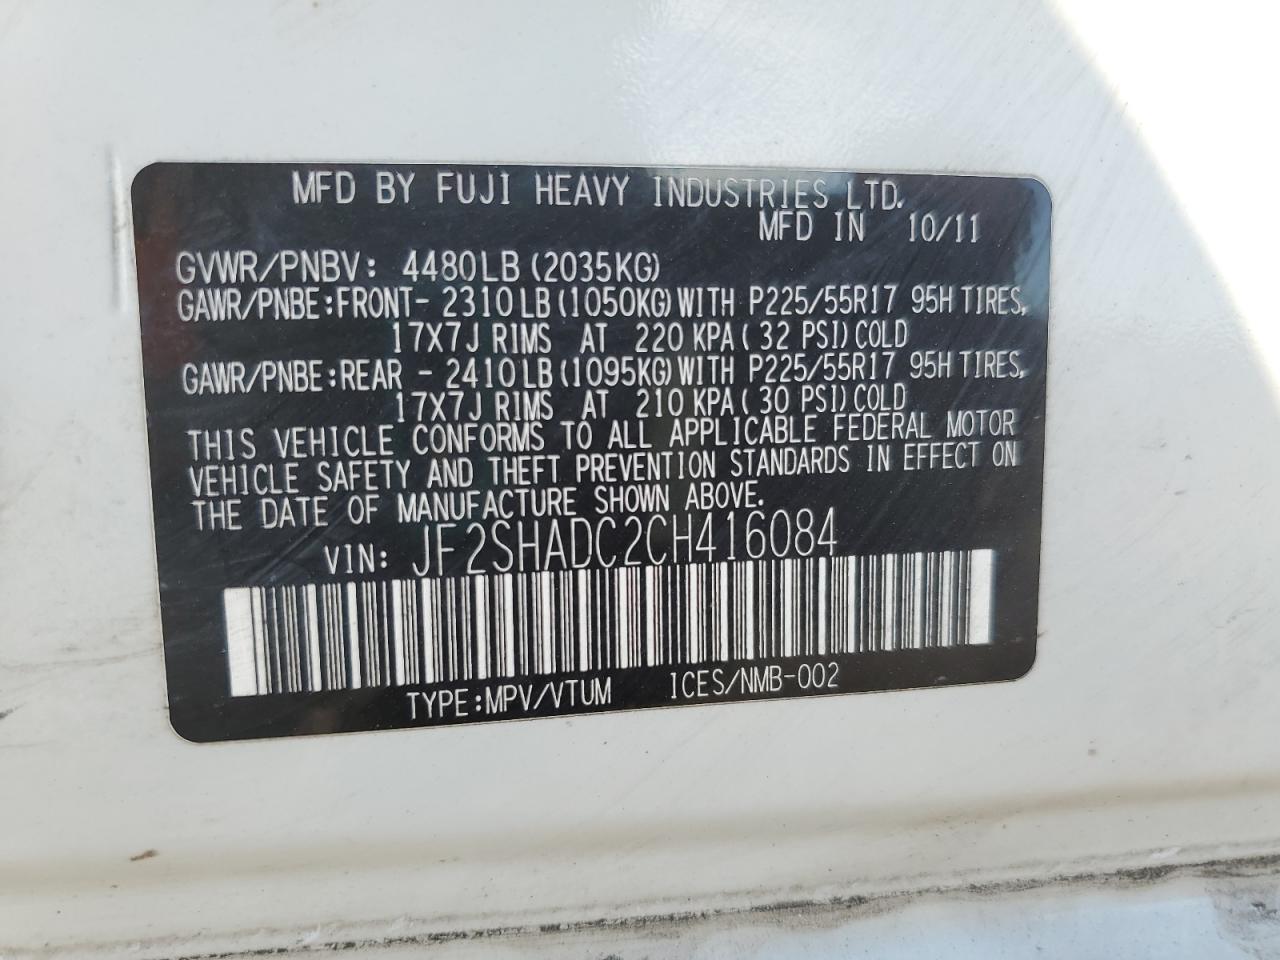 MFD BY FUJI HEAVY INDUSTRIES LTD.
MFD IN 10/11
GVWR/PNBV: 4480LB(2035KG)
GAWR/PNBE:FRONT- 2310LB(1050KG)WITH P225/55R17 95H TIRES,
17X7J RIMS AT 220 KPA( 32 PSI)COLD
GAWR/PNBE:REAR - 2410LB(1095KG)WITH P225/55R17 95H TIRES,
17X7J RIMS AT 210 KPA( 30 PSI)COLD
THIS VEHICLE CONFORMS TO ALL APPLICABLE FEDERAL MOTOR
VEHICLE SAFETY AND THEFT PREVENTION STANDARDS IN EFFECT ON
THE DATE OF MANUFACTURE SHOWN ABOVE.
VIN: JF2SHADC2CH416084
TYPE:MPV/VTUM ICES/NMB-002